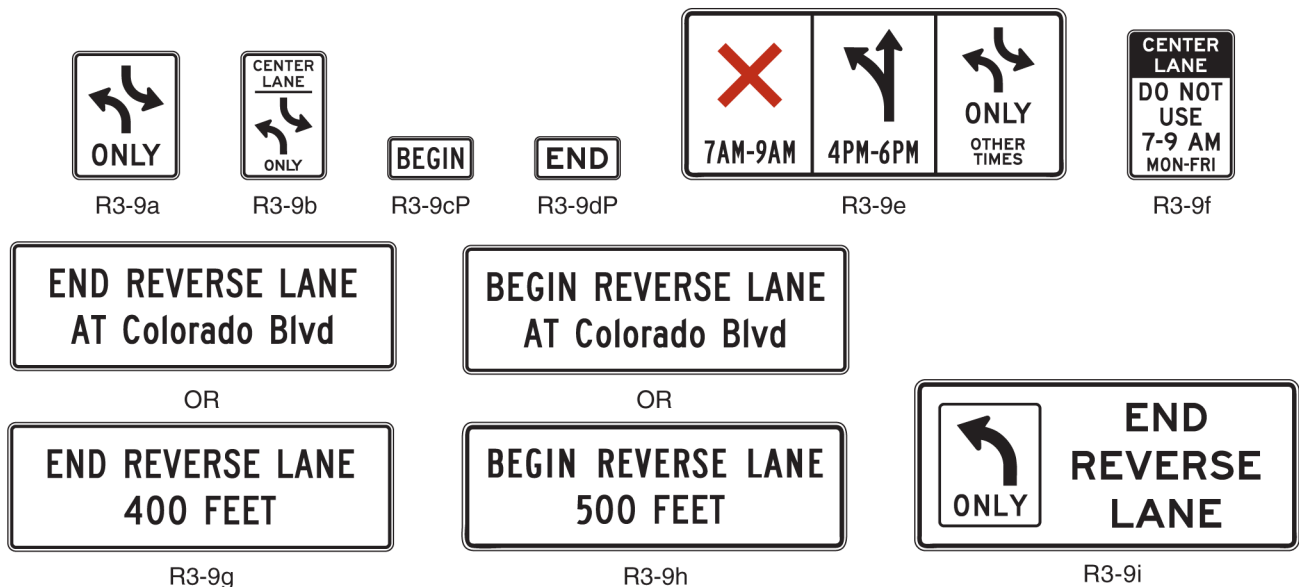 ONLY
R3-9a
CENTER
LANE
ONLY
R3-9b
BEGIN
R3-9cP
END
R3-9dP
7AM-9AM
4PM-6PM
ONLY
OTHER
TIMES
R3-9e
CENTER
LANE
DO NOT
USE
7-9 AM
MON-FRI
R3-9f
END REVERSE LANE
AT Colorado Blvd
OR
END REVERSE LANE
400 FEET
R3-9g
BEGIN REVERSE LANE
AT Colorado Blvd
OR
BEGIN REVERSE LANE
500 FEET
R3-9h
ONLY
END
REVERSE
LANE
R3-9i